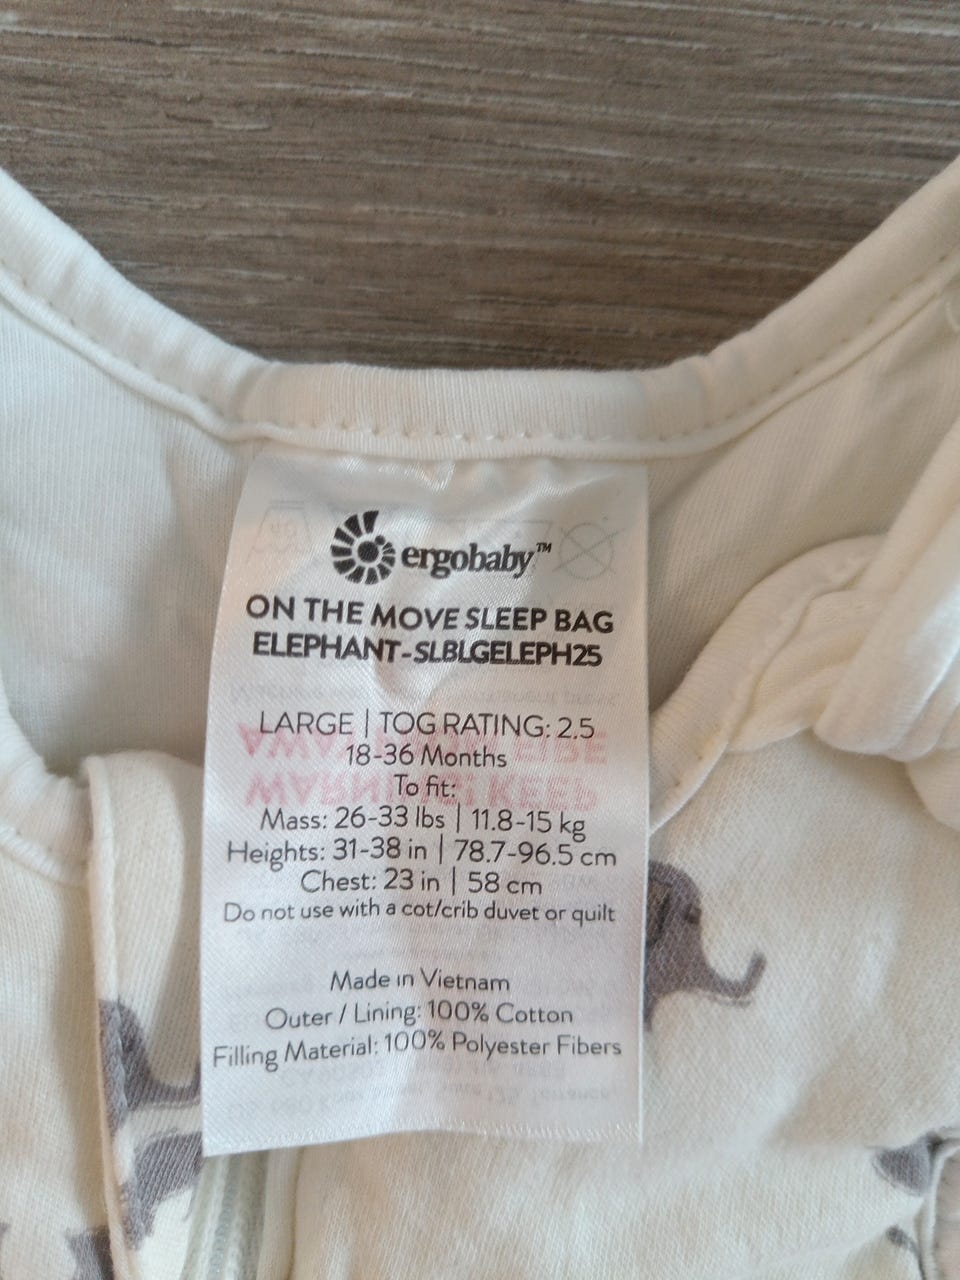 ergobaby™
ON THE MOVE SLEEP BAG
ELEPHANT-SLBLGELEPH25
LARGE | TOG RATING: 2.5
18-36 Months
To fit:
Mass: 26-33 lbs | 11.8-15 kg
Heights: 31-38 in | 78.7-96.5 cm
Chest: 23 in | 58 cm
Do not use with a cot/crib duvet or quilt
Made in Vietnam
Outer / Lining: 100% Cotton
Filling Material: 100% Polyester Fibers